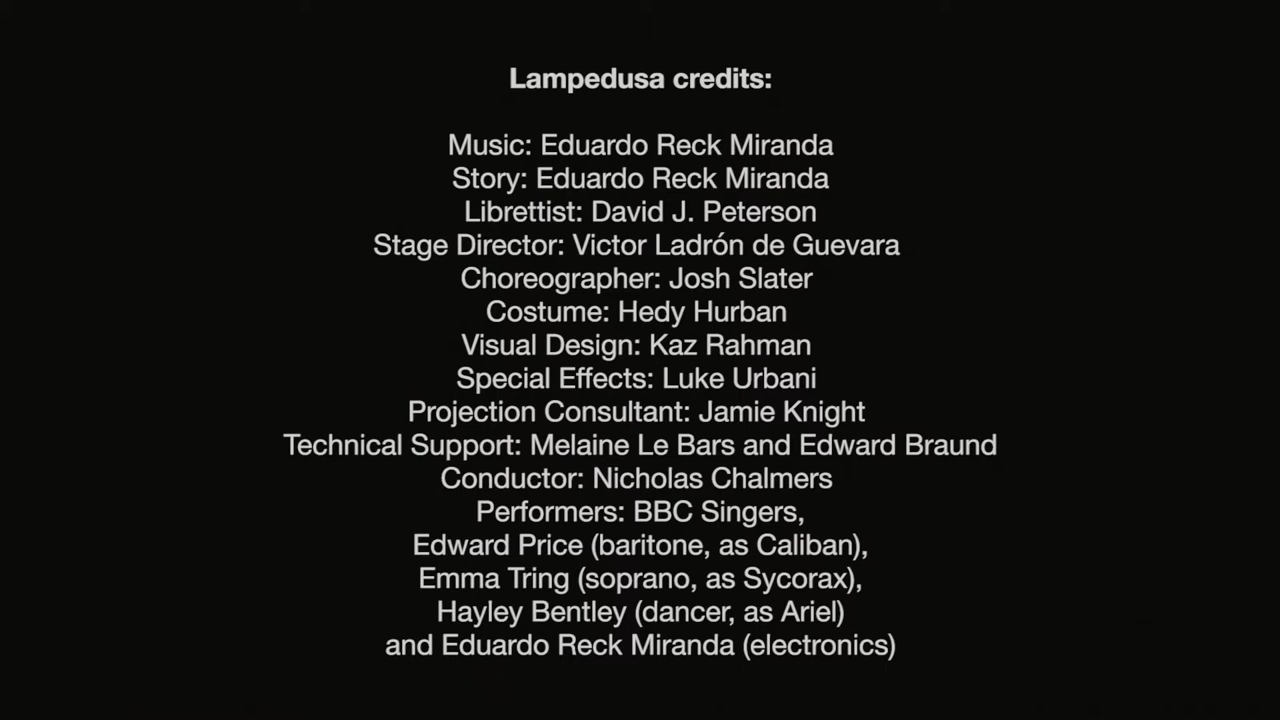 Lampedusa credits:
Music: Eduardo Reck Miranda
Story: Eduardo Reck Miranda
Librettist: David J. Peterson
Stage Director: Victor Ladrón de Guevara
Choreographer: Josh Slater
Costume: Hedy Hurban
Visual Design: Kaz Rahman
Special Effects: Luke Urbani
Projection Consultant: Jamie Knight
Technical Support: Melaine Le Bars and Edward Braund
Conductor: Nicholas Chalmers
Performers: BBC Singers,
Edward Price (baritone, as Caliban),
Emma Tring (soprano, as Sycorax),
Hayley Bentley (dancer, as Ariel)
and Eduardo Reck Miranda (electronics)